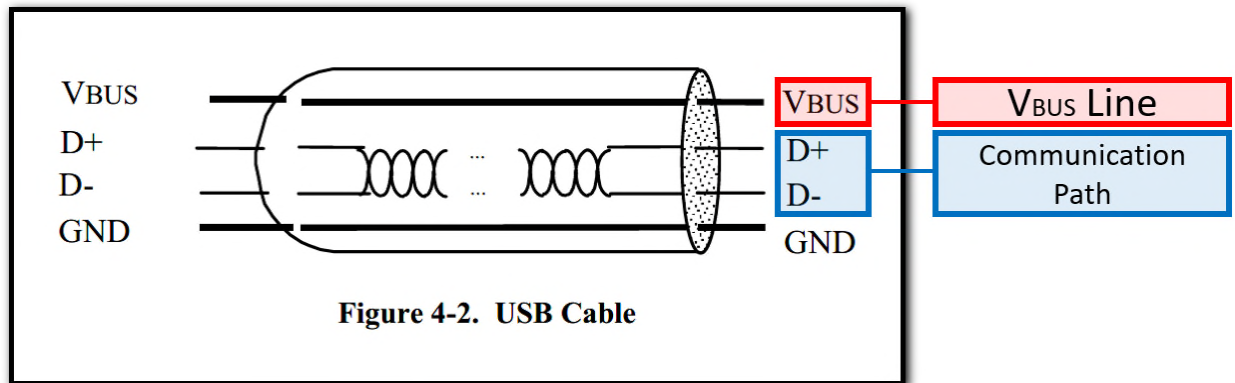 VBUS
D+
D-
GND
...
...
VBUS
D+
D-
GND
VBUS Line
Communication
Path
Figure 4-2. USB Cable